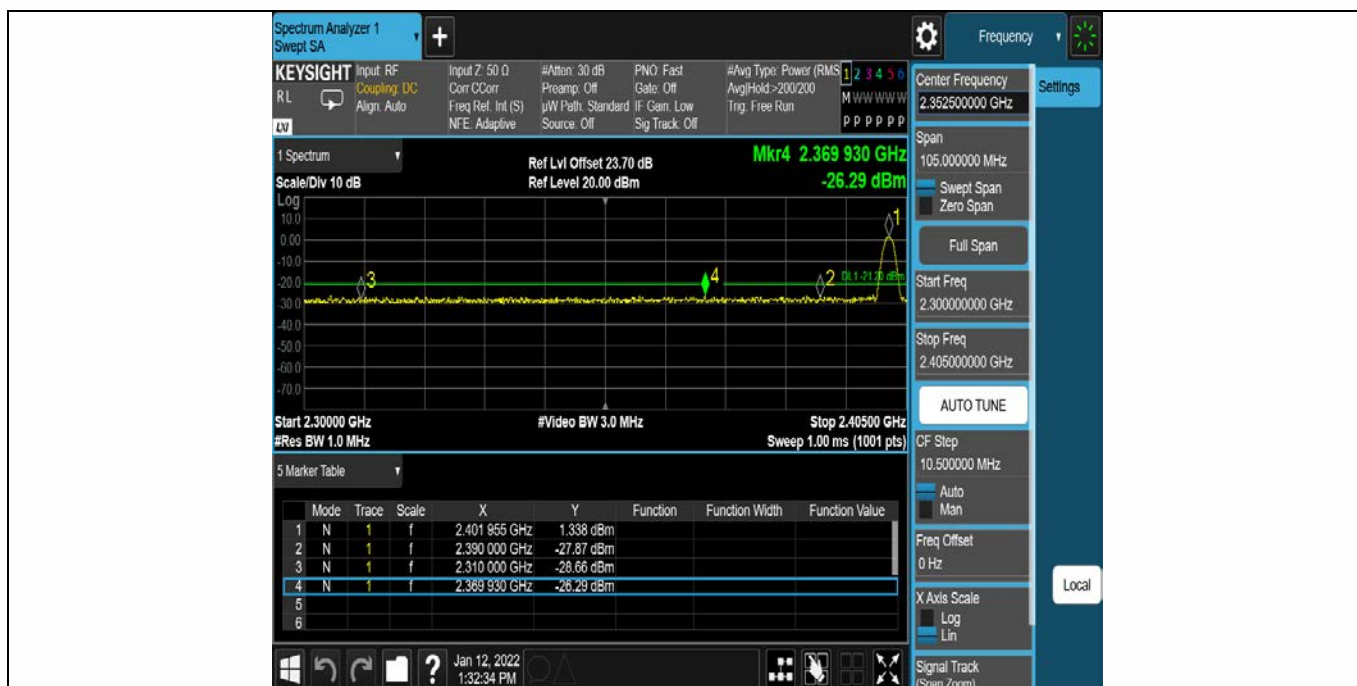 Spectrum Analyzer 1
Swept SA
+
Frequency
KEYSIGHT
RL
LXI
Input: RF
Coupling: DC
Align: Auto
Input Z: 50 Ω
Corr CCorr
Freq Ref: Int (S)
NFE: Adaptive
#Atten: 30 dB
Preamp: Off
µW Path: Standard
Source: Off
PNO: Fast
Gate: Off
IF Gain: Low
Sig Track: Off
#Avg Type: Power (RMS
Avg|Hold:>200/200
Trig: Free Run
1 2 3 4 5 6
M W W W W W
P P P P P P
Center Frequency
2.352500000 GHz
Settings
Span
105.000000 MHz
Swept Span
Zero Span
Full Span
Start Freq
2.300000000 GHz
Stop Freq
2.405000000 GHz
AUTO TUNE
CF Step
10.500000 MHz
Auto
Man
Freq Offset
0 Hz
X Axis Scale
Log
Lin
Signal Track
(Span Zoom)
Local
1 Spectrum
Scale/Div 10 dB
Ref Lvl Offset 23.70 dB
Ref Level 20.00 dBm
Mkr4 2.369 930 GHz
-26.29 dBm
Log
10.0
0.00
-10.0
-20.0
-30.0
-40.0
-50.0
-60.0
-70.0
1
2
3
4
DL1 -21.20 dBm
Start 2.30000 GHz
#Res BW 1.0 MHz
#Video BW 3.0 MHz
Stop 2.40500 GHz
Sweep 1.00 ms (1001 pts)
5 Marker Table
Mode Trace Scale X Y Function Function Width Function Value
1 N 1 f 2.401 955 GHz 1.338 dBm
2 N 1 f 2.390 000 GHz -27.87 dBm
3 N 1 f 2.310 000 GHz -28.66 dBm
4 N 1 f 2.369 930 GHz -26.29 dBm
5
6
?
Jan 12, 2022
1:32:34 PM